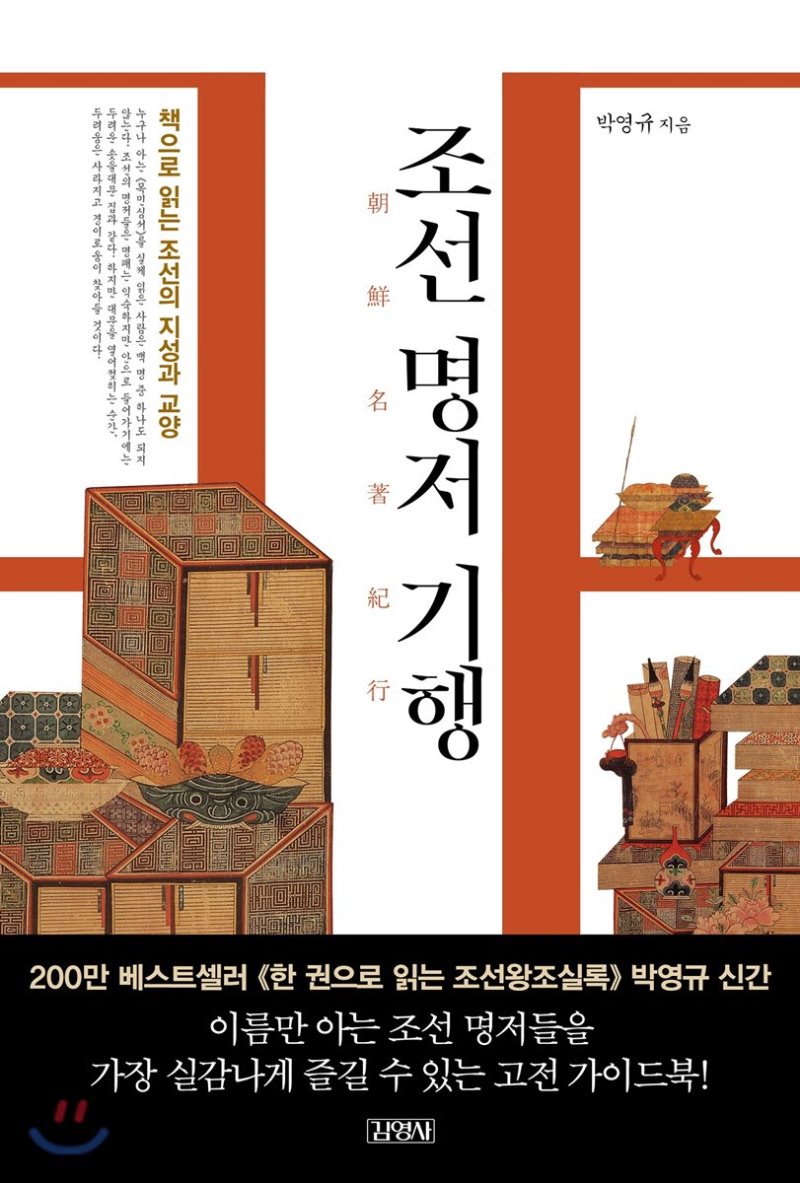 박영규 지음
조선 명저 기행
朝鮮名著紀行
책으로 읽는 조선의 지성과 교양
누구나 아는 《목민심서》를 실제 읽은 사람은 백 명 중 하나도 되지
않는다. 조선의 명저들은 명패는 익숙하지만 안으로 들어가기에는
두려운 솟을대문 집과 같다. 하지만 대문을 열어젖히는 순간,
두려움은 사라지고 경이로움이 찾아들 것이다.
200만 베스트셀러 《한 권으로 읽는 조선왕조실록》 박영규 신간
이름만 아는 조선 명저들을
가장 실감나게 즐길 수 있는 고전 가이드북!
김영사